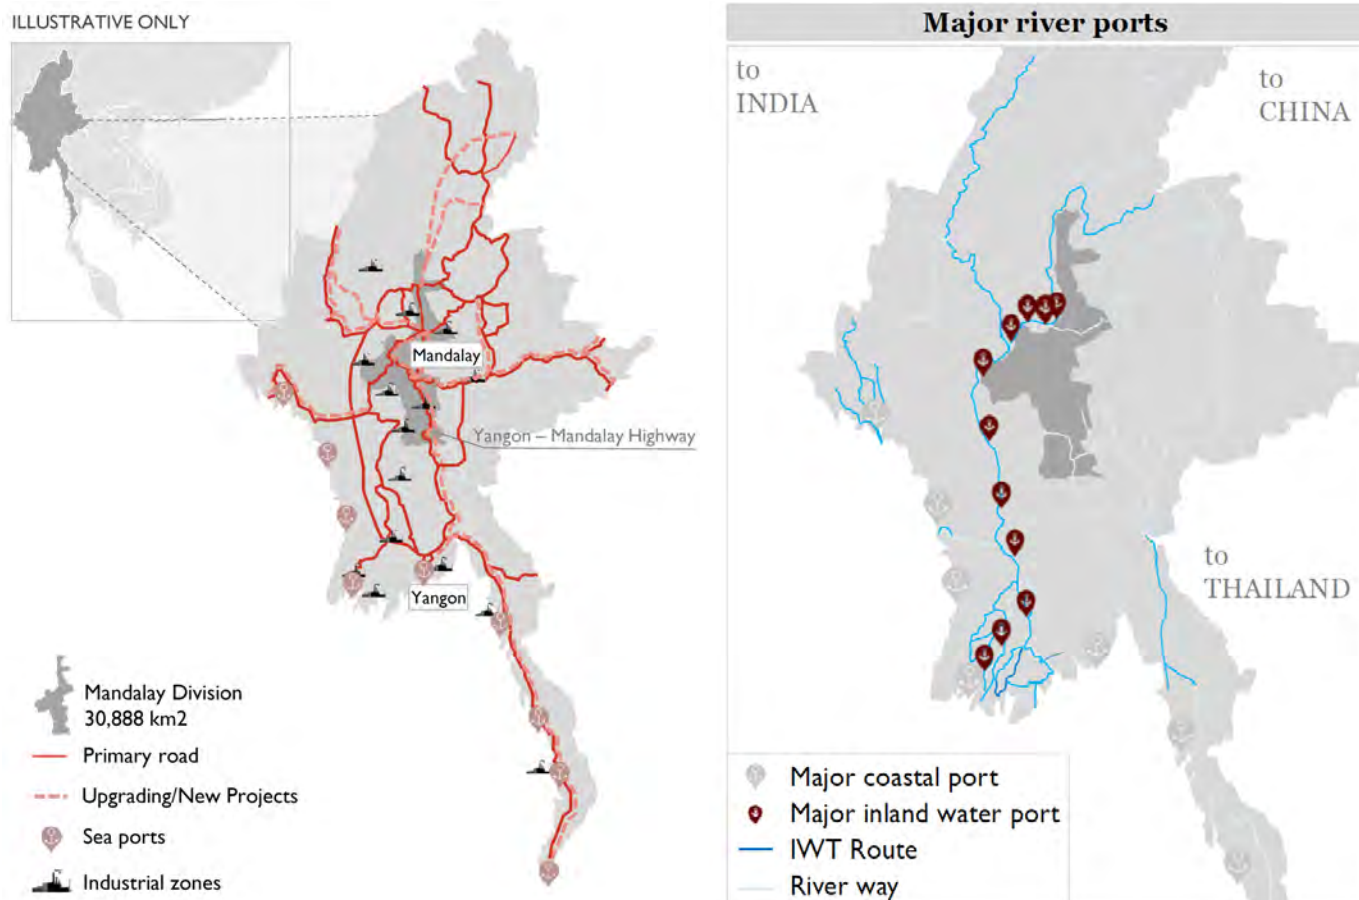 ILLUSTRATIVE ONLY
Mandalay
Yangon – Mandalay Highway
Yangon
Mandalay Division
30,888 km2
Primary road
Upgrading/New Projects
Sea ports
Industrial zones
Major river ports
to
INDIA
to
CHINA
to
THAILAND
Major coastal port
Major inland water port
IWT Route
River way